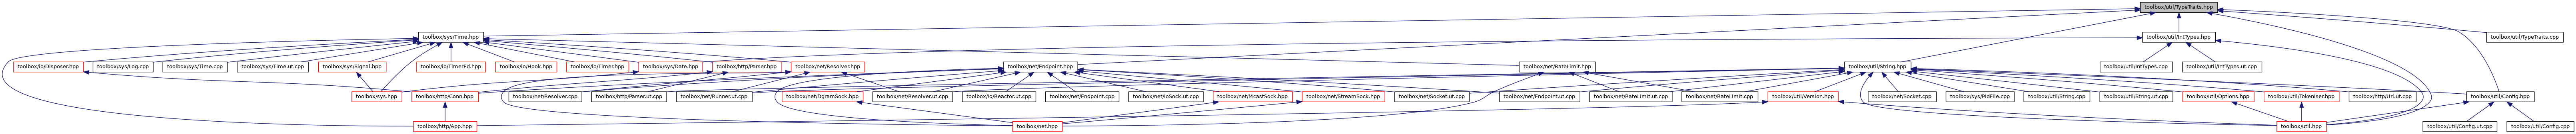 toolbox/util/TypeTraits.hpp
toolbox/sys/Time.hpp
toolbox/util/IntTypes.hpp
toolbox/util/TypeTraits.cpp
toolbox/io/Disposer.hpp
toolbox/sys/Log.cpp
toolbox/sys/Time.cpp
toolbox/sys/Time.ut.cpp
toolbox/sys/Signal.hpp
toolbox/io/TimerFd.hpp
toolbox/io/Hook.hpp
toolbox/io/Timer.hpp
toolbox/sys/Date.hpp
toolbox/http/Parser.hpp
toolbox/net/Resolver.hpp
toolbox/net/Endpoint.hpp
toolbox/net/RateLimit.hpp
toolbox/util/String.hpp
toolbox/util/IntTypes.cpp
toolbox/util/IntTypes.ut.cpp
toolbox/sys.hpp
toolbox/http/Conn.hpp
toolbox/net/Resolver.cpp
toolbox/http/Parser.ut.cpp
toolbox/net/Runner.ut.cpp
toolbox/net/DgramSock.hpp
toolbox/net/Resolver.ut.cpp
toolbox/io/Reactor.ut.cpp
toolbox/net/Endpoint.cpp
toolbox/net/IoSock.ut.cpp
toolbox/net/McastSock.hpp
toolbox/net/StreamSock.hpp
toolbox/net/Socket.ut.cpp
toolbox/net/Endpoint.ut.cpp
toolbox/net/RateLimit.ut.cpp
toolbox/net/RateLimit.cpp
toolbox/util/Version.hpp
toolbox/net/Socket.cpp
toolbox/sys/PidFile.cpp
toolbox/util/String.cpp
toolbox/util/String.ut.cpp
toolbox/util/Options.hpp
toolbox/util/Tokeniser.hpp
toolbox/http/Url.ut.cpp
toolbox/util/Config.hpp
toolbox/http/App.hpp
toolbox/net.hpp
toolbox/util.hpp
toolbox/util/Config.ut.cpp
toolbox/util/Config.cpp